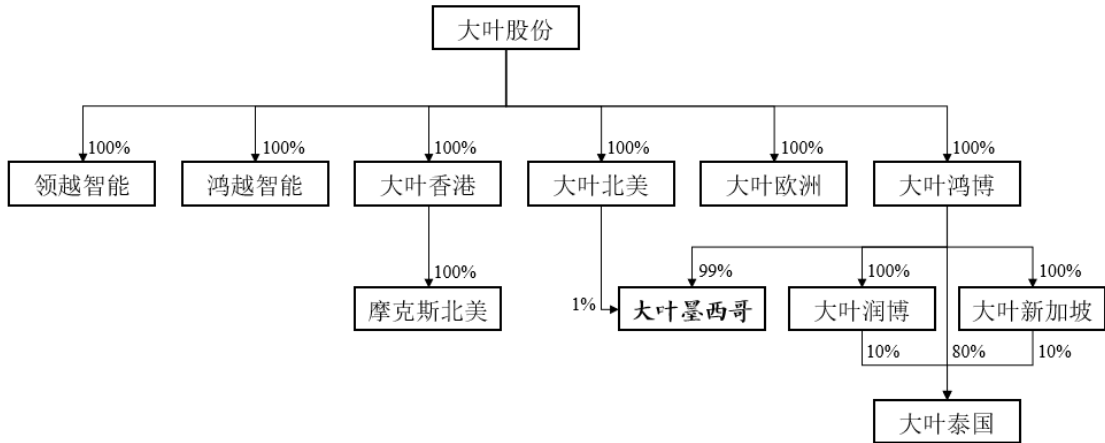 大叶股份
100% 100% 100% 100% 100% 100%
领越智能 鸿越智能 大叶香港 大叶北美 大叶欧洲 大叶鸿博
100% 99% 100% 100%
摩克斯北美 1% 大叶墨西哥 大叶润博 大叶新加坡
10% 80% 10%
大叶泰国